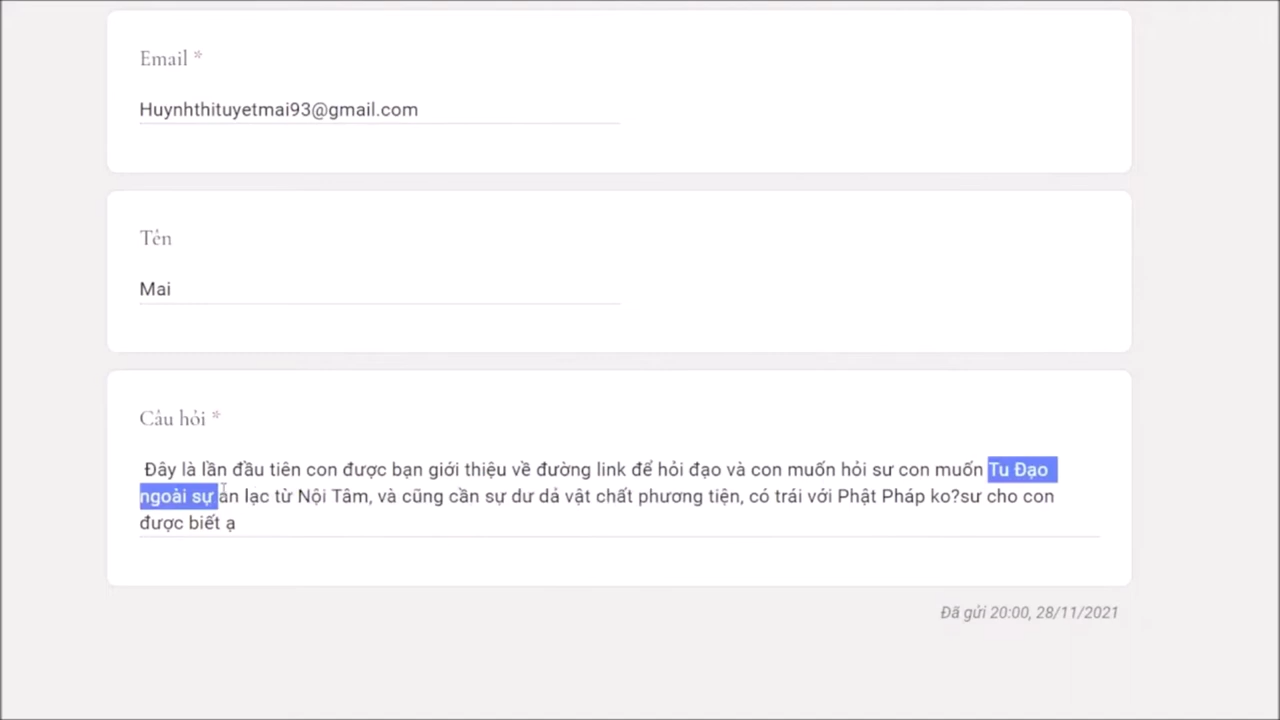 Email *
Huynhthituyetmai93@gmail.com
Tên
Mai
Câu hỏi *
Đây là lần đầu tiên con được bạn giới thiệu về đường link để hỏi đạo và con muốn hỏi sư con muốn Tu Đạo
ngoài sự an lạc từ Nội Tâm, và cũng cần sự dư dả vật chất phương tiện, có trái với Phật Pháp ko?sư cho con
được biết ạ
Đã gửi 20:00, 28/11/2021